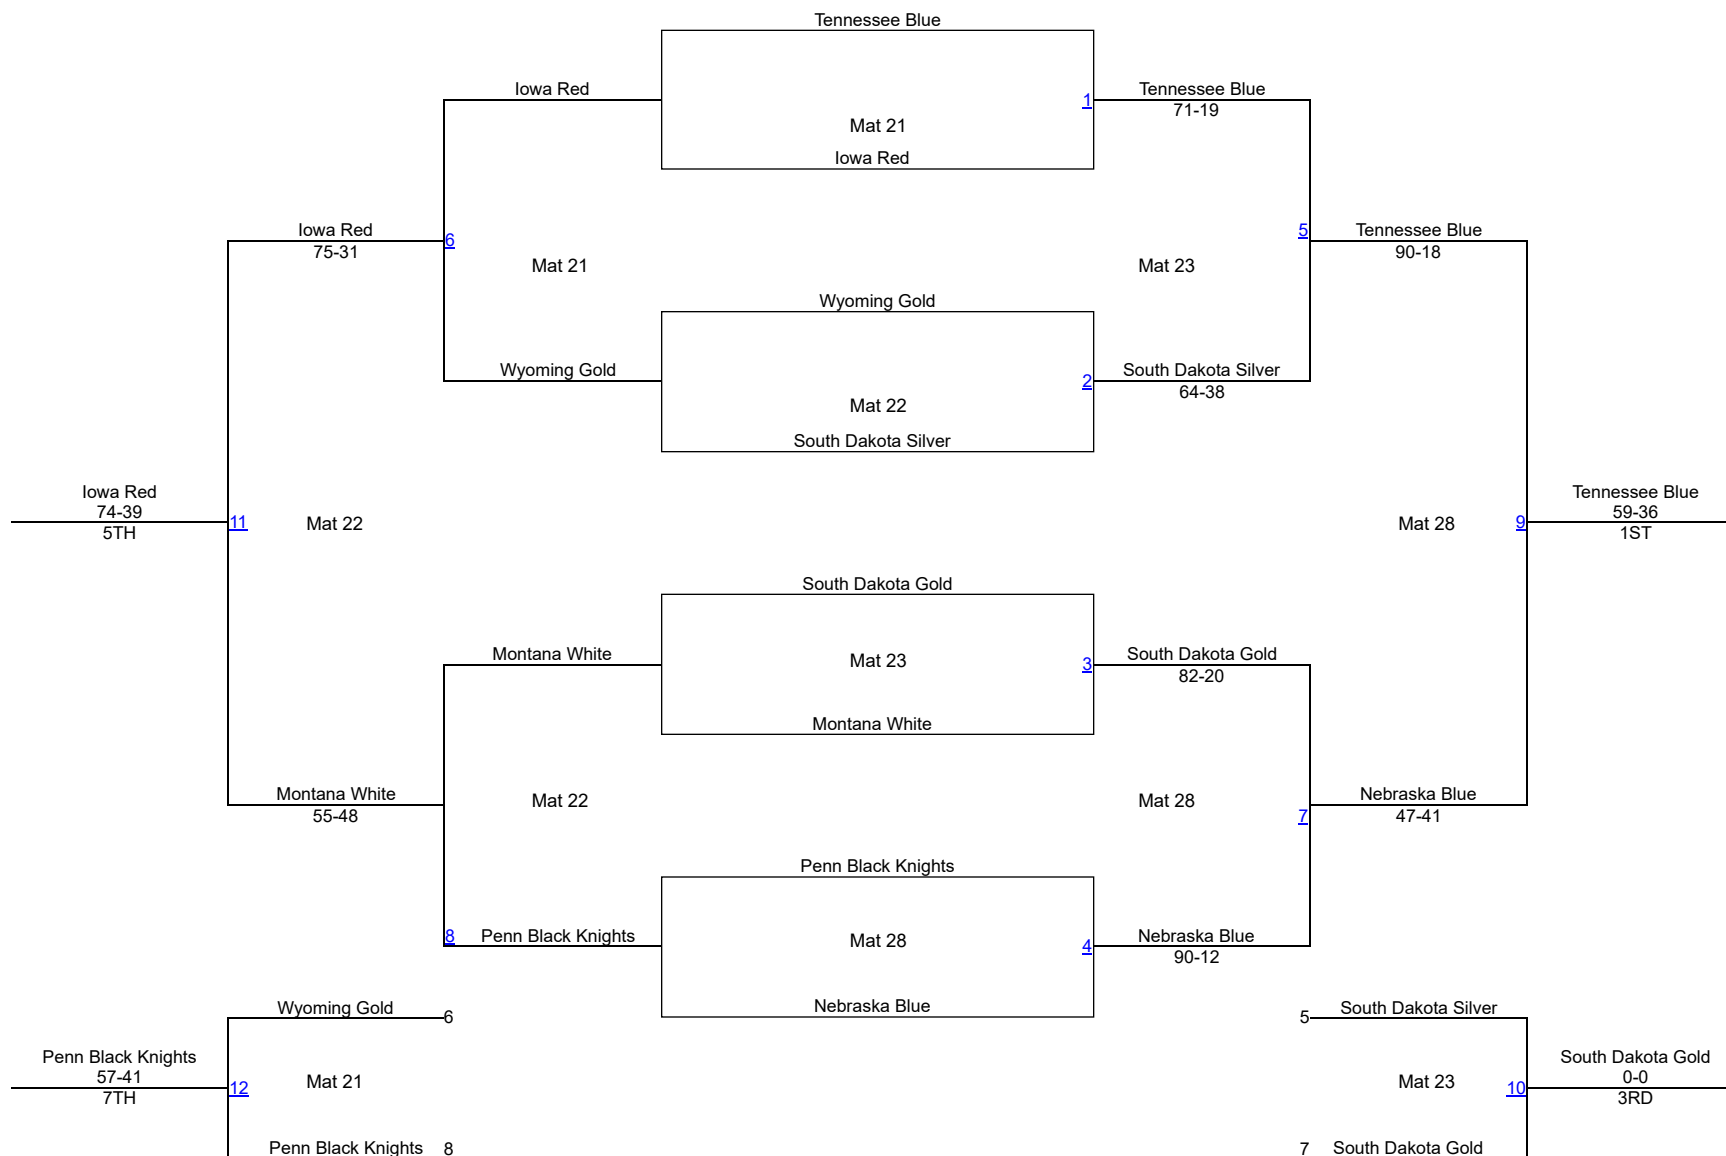 Tennessee Blue
Iowa Red
1
Tennessee Blue
71-19
Mat 21
Iowa Red
Iowa Red
75-31
6
Mat 21
Mat 23
5
Tennessee Blue
90-18
Wyoming Gold
Wyoming Gold
2
South Dakota Silver
64-38
Mat 22
South Dakota Silver
Iowa Red
74-39
5TH
11
Mat 22
Mat 28
9
Tennessee Blue
59-36
1ST
South Dakota Gold
Montana White
Mat 23
3
South Dakota Gold
82-20
Montana White
Montana White
55-48
Mat 22
Mat 28
7
Nebraska Blue
47-41
Penn Black Knights
8
Penn Black Knights
Mat 28
4
Nebraska Blue
90-12
Nebraska Blue
Wyoming Gold
6
5
South Dakota Silver
Penn Black Knights
57-41
7TH
12
Mat 21
Mat 23
10
South Dakota Gold
0-0
3RD
Penn Black Knights
8
7
South Dakota Gold